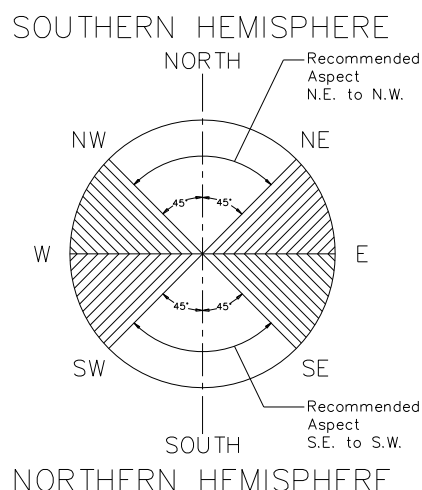 SOUTHERN HEMISPHERE
NORTH
Recommended
Aspect
N.E. to N.W.
NW
NE
45°
45°
W
E
45°
45°
SW
SE
Recommended
Aspect
S.E. to S.W.
SOUTH
NORTHERN HEMISPHERE